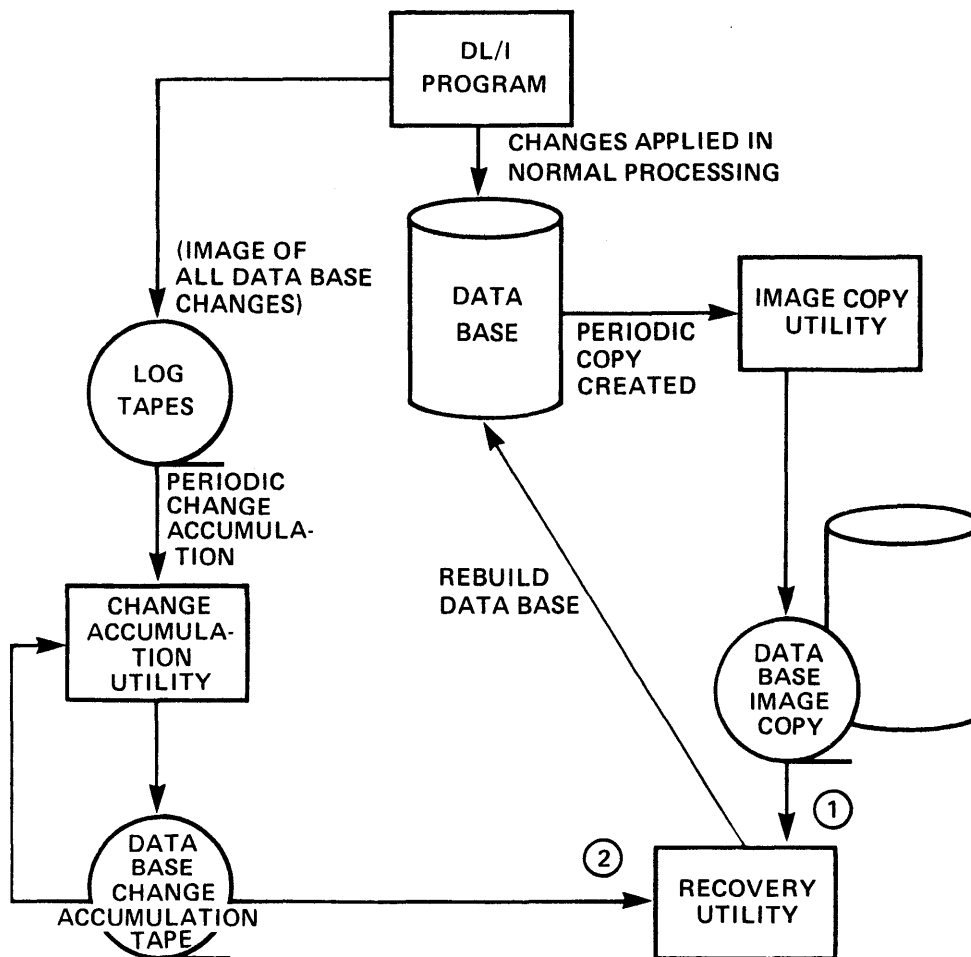 DL/I
PROGRAM
CHANGES APPLIED IN
NORMAL PROCESSING
(IMAGE OF
ALL DATA BASE
CHANGES)
DATA
BASE
IMAGE COPY
UTILITY
PERIODIC
COPY
CREATED
LOG
TAPES
PERIODIC
CHANGE
ACCUMULA-
TION
REBUILD
DATA BASE
CHANGE
ACCUMULA-
TION
UTILITY
DATA
BASE
IMAGE
COPY
1
2
DATA
BASE
CHANGE
ACCUMULATION
TAPE
RECOVERY
UTILITY